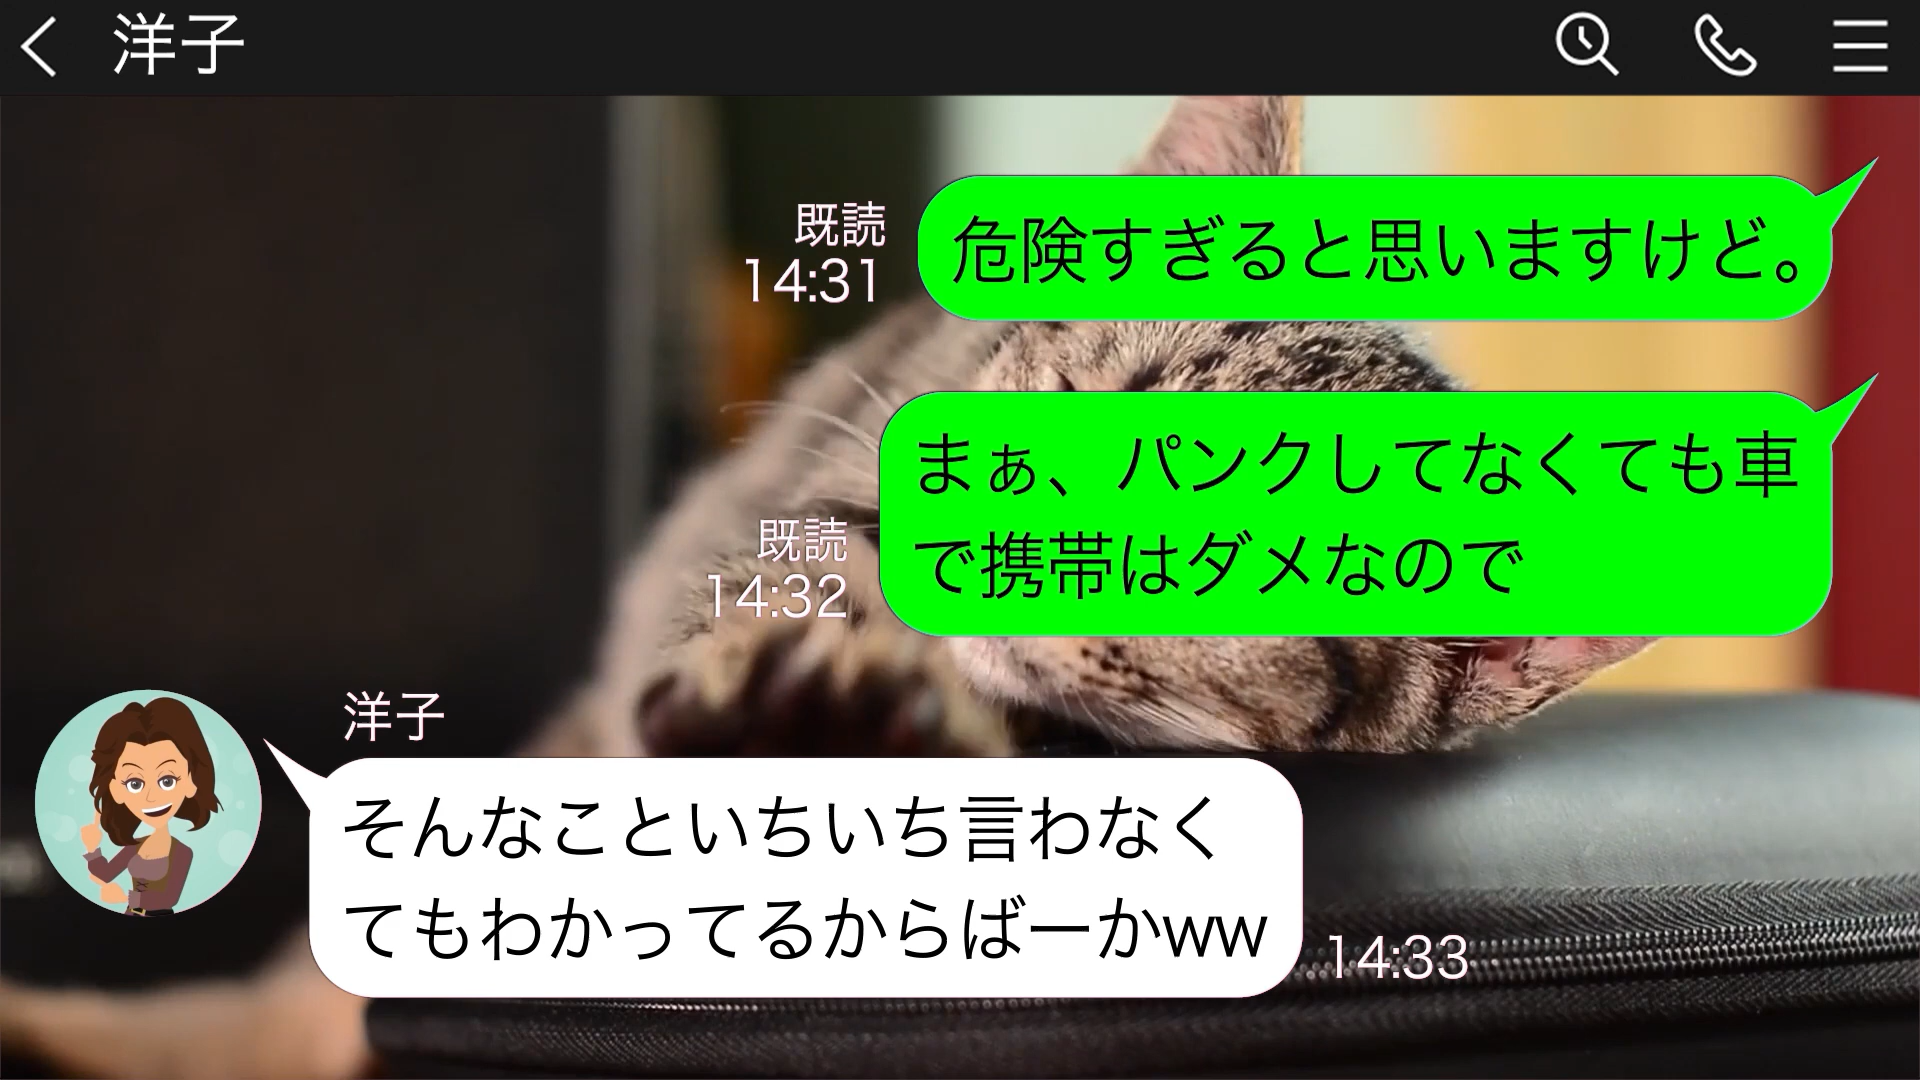 洋子
既読
14:31
危険すぎると思いますけど。
まぁ、パンクしてなくても車
で携帯はダメなので
既読
14:32
洋子
そんなこといちいち言わなく
てもわかってるからばーかww
14:33